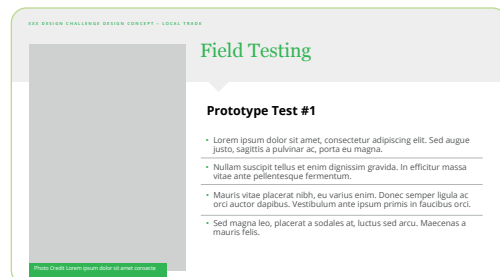 XXX DESIGN CHALLENGE DESIGN CONCEPT – LOCAL TRADE
Field Testing
Prototype Test #1
• Lorem ipsum dolor sit amet, consectetur adipiscing elit. Sed augue
justo, sagittis a pulvinar ac, porta eu magna.
• Nullam suscipit tellus et enim dignissim gravida. In efficitur massa
vitae ante pellentesque fermentum.
• Mauris vitae placerat nibh, eu varius enim. Donec semper ligula ac
orci auctor dapibus. Vestibulum ante ipsum primis in faucibus orci.
• Sed magna leo, placerat a sodales at, luctus sed arcu. Maecenas a
mauris felis.
Photo Credit Lorem ipsum dolor sit amet consecte